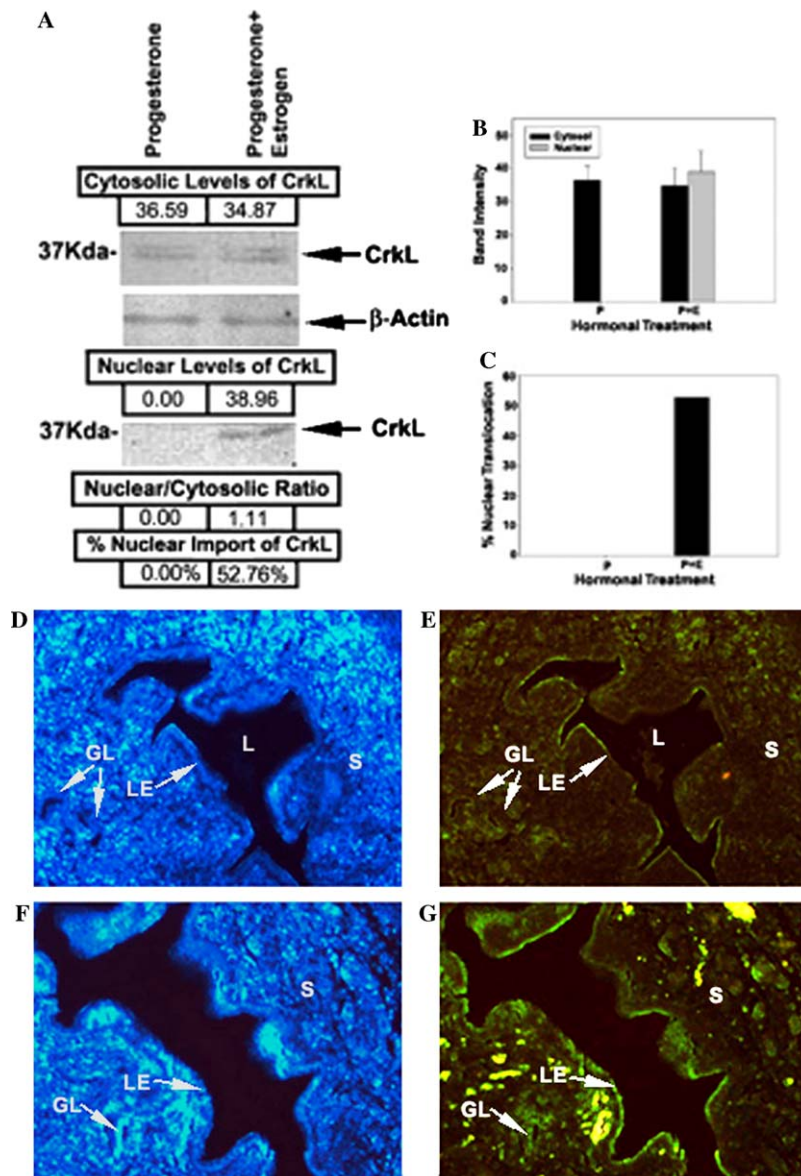 A
Progesterone
Progesterone+
Estrogen
Cytosolic Levels of CrkL
36.59 34.87
37Kda-
CrkL
β-Actin
Nuclear Levels of CrkL
0.00 38.96
37Kda-
CrkL
Nuclear/Cytosolic Ratio
0.00 1.11
% Nuclear Import of CrkL
0.00% 52.76%
B
Cytosol
Nuclear
Band Intensity
50
40
30
20
10
0
P P+E
Hormonal Treatment
C
% Nuclear Translocation
60
50
40
30
20
10
0
P P+E
Hormonal Treatment
D
GL
LE
L
S
E
GL
LE
L
S
F
S
LE
GL
G
S
LE
GL